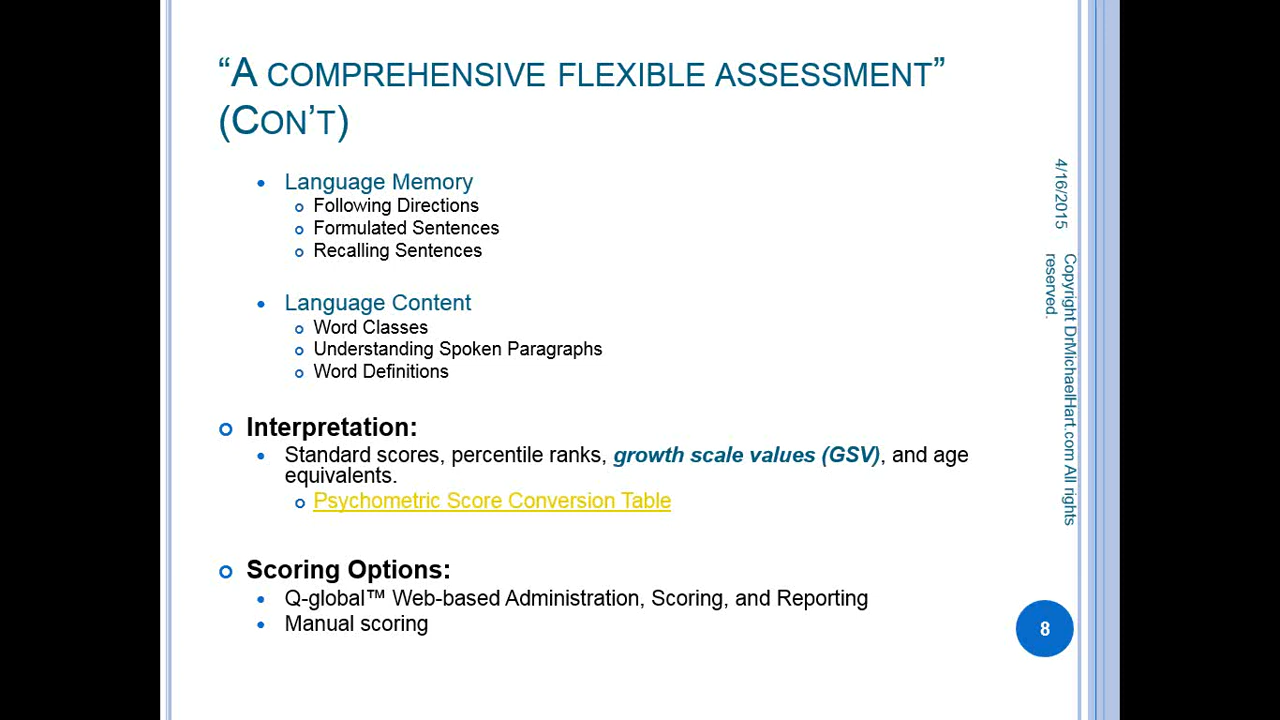 “A COMPREHENSIVE FLEXIBLE ASSESSMENT”
(CON’T)
Language Memory
Following Directions
Formulated Sentences
Recalling Sentences
Language Content
Word Classes
Understanding Spoken Paragraphs
Word Definitions
Interpretation:
Standard scores, percentile ranks, growth scale values (GSV), and age
equivalents.
Psychometric Score Conversion Table
Scoring Options:
Q-global™ Web-based Administration, Scoring, and Reporting
Manual scoring
4/16/2015
Copyright DrMichaelHart.com All rights
reserved.
8